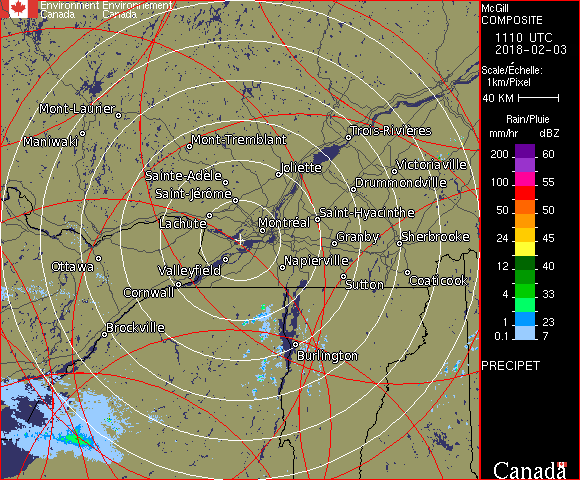 Environment Environnement
Canada Canada
McGill
COMPOSITE
1110 UTC
2018-02-03
Scale/Échelle:
1km/Pixel
40 KM
Rain/Pluie
mm/hr dBZ
200 60
100 55
50 50
24 45
12 40
4 33
1 23
0.1 7
PRECIPET
Canada
Mont-Laurier
Maniwaki
Mont-Tremblant
Trois-Rivières
Joliette
Victoriaville
Sainte-Adèle
Drummondville
Saint-Jérôme
Saint-Hyacinthe
Lachute
Montréal
Granby
Sherbrooke
Ottawa
Valleyfield
Napierville
Coaticook
Sutton
Cornwall
Brockville
Burlington